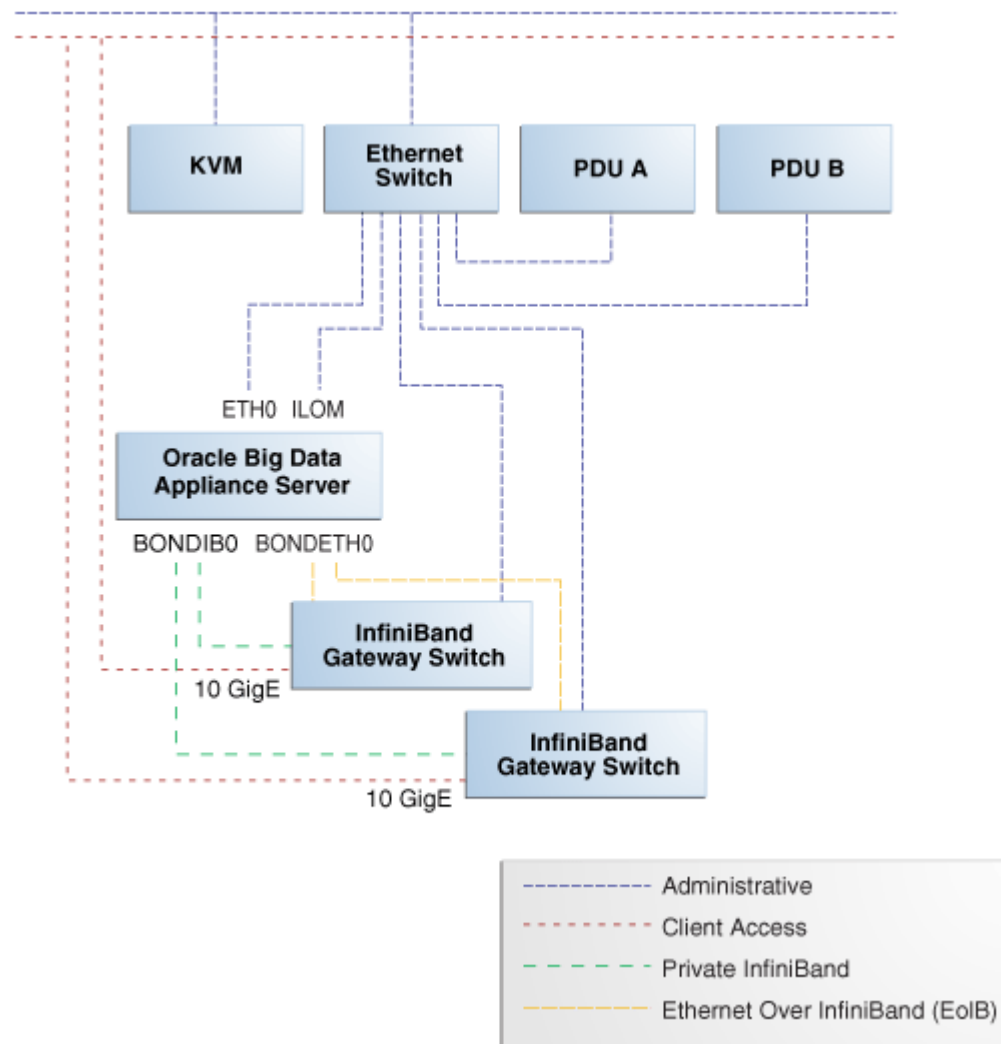 KVM
Ethernet
Switch
PDU A
PDU B
ETH0 ILOM
Oracle Big Data
Appliance Server
BONDIB0 BONDETH0
InfiniBand
Gateway Switch
10 GigE
InfiniBand
Gateway Switch
10 GigE
Administrative
Client Access
Private InfiniBand
Ethernet Over InfiniBand (EoIB)